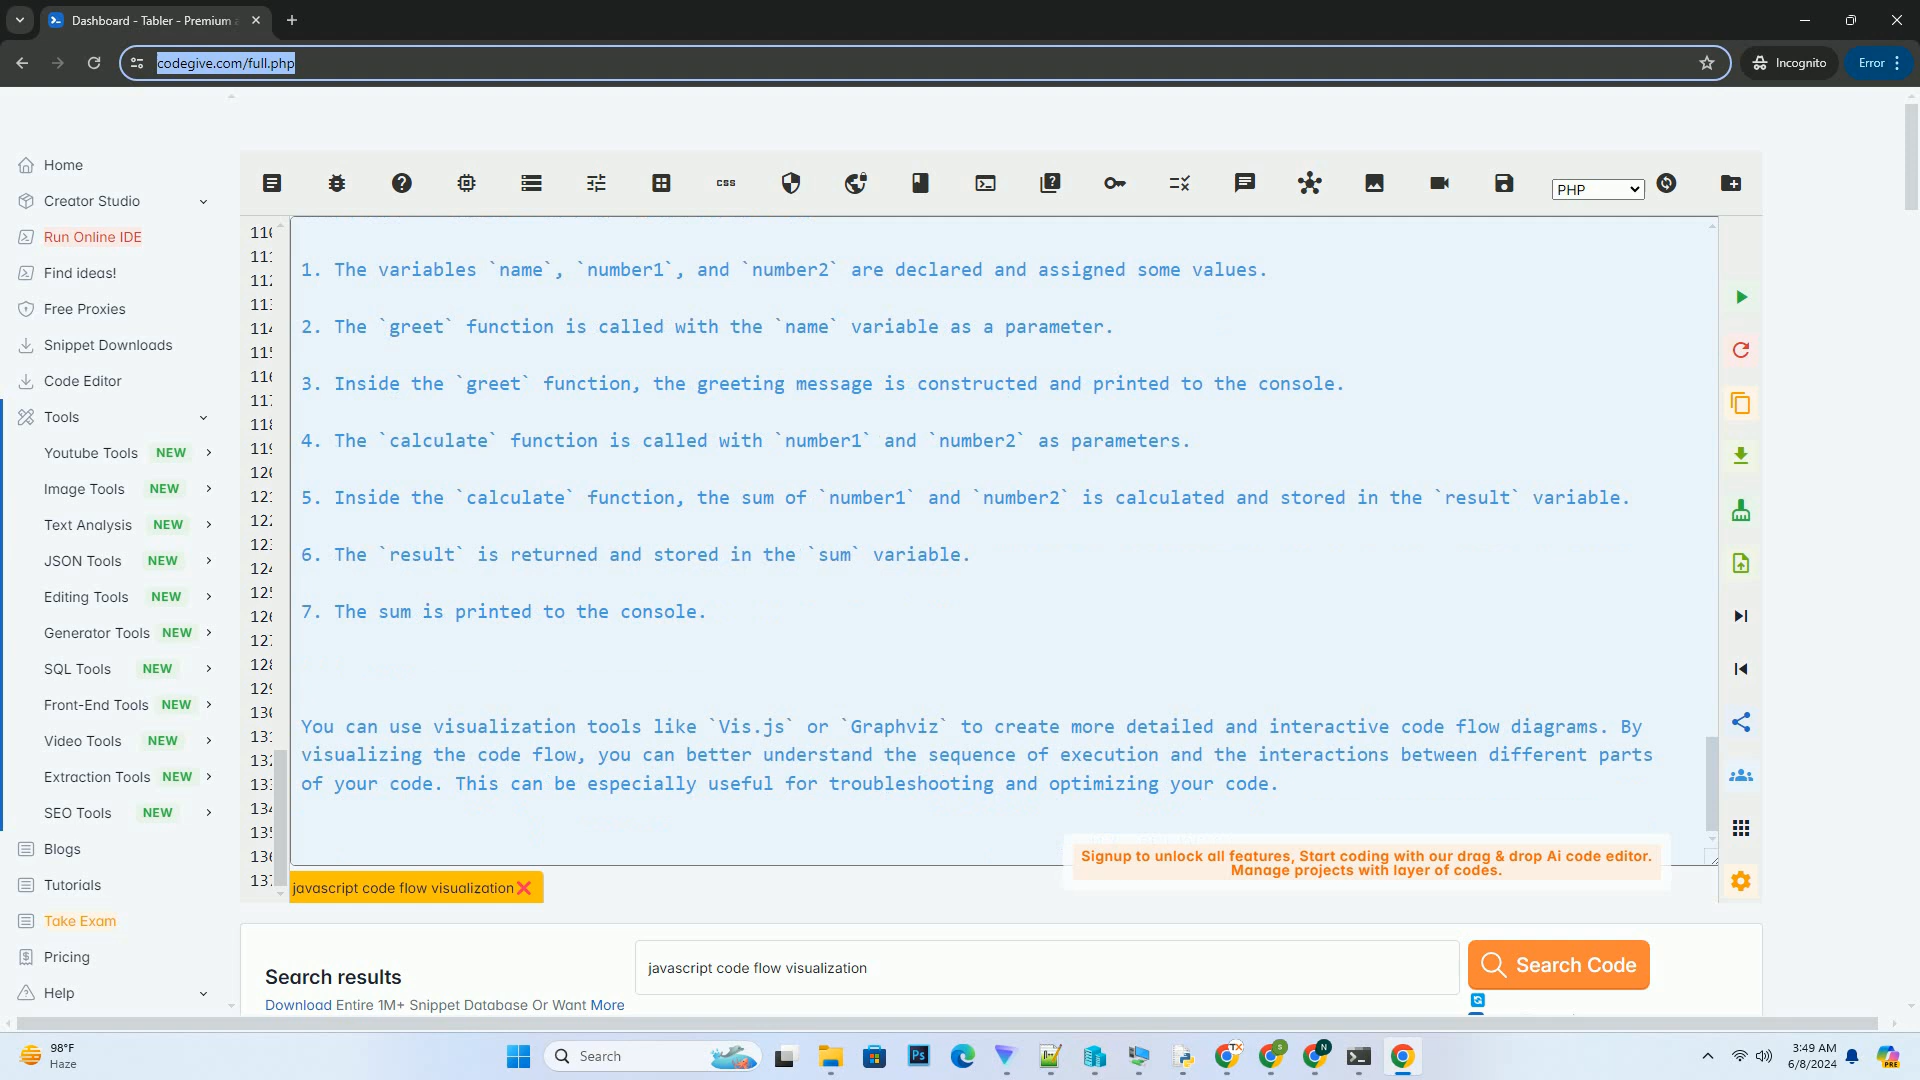 Dashboard - Tabler - Premium
codegive.com/full.php
Incognito
Error
Home
Creator Studio
Run Online IDE
Find ideas!
Free Proxies
Snippet Downloads
Code Editor
Tools
Youtube Tools NEW
Image Tools NEW
Text Analysis NEW
JSON Tools NEW
Editing Tools NEW
Generator Tools NEW
SQL Tools NEW
Front-End Tools NEW
Video Tools NEW
Extraction Tools NEW
SEO Tools NEW
Blogs
Tutorials
Take Exam
Pricing
Help
css
PHP
1. The variables `name`, `number1`, and `number2` are declared and assigned some values.
2. The `greet` function is called with the `name` variable as a parameter.
3. Inside the `greet` function, the greeting message is constructed and printed to the console.
4. The `calculate` function is called with `number1` and `number2` as parameters.
5. Inside the `calculate` function, the sum of `number1` and `number2` is calculated and stored in the `result` variable.
6. The `result` is returned and stored in the `sum` variable.
7. The sum is printed to the console.
You can use visualization tools like `Vis.js` or `Graphviz` to create more detailed and interactive code flow diagrams. By
visualizing the code flow, you can better understand the sequence of execution and the interactions between different parts
of your code. This can be especially useful for troubleshooting and optimizing your code.
Signup to unlock all features, Start coding with our drag & drop Ai code editor.
Manage projects with layer of codes.
javascript code flow visualization
Search results
javascript code flow visualization
Search Code
Download Entire 1M+ Snippet Database Or Want More
98°F
Haze
Search
3:49 AM
6/8/2024